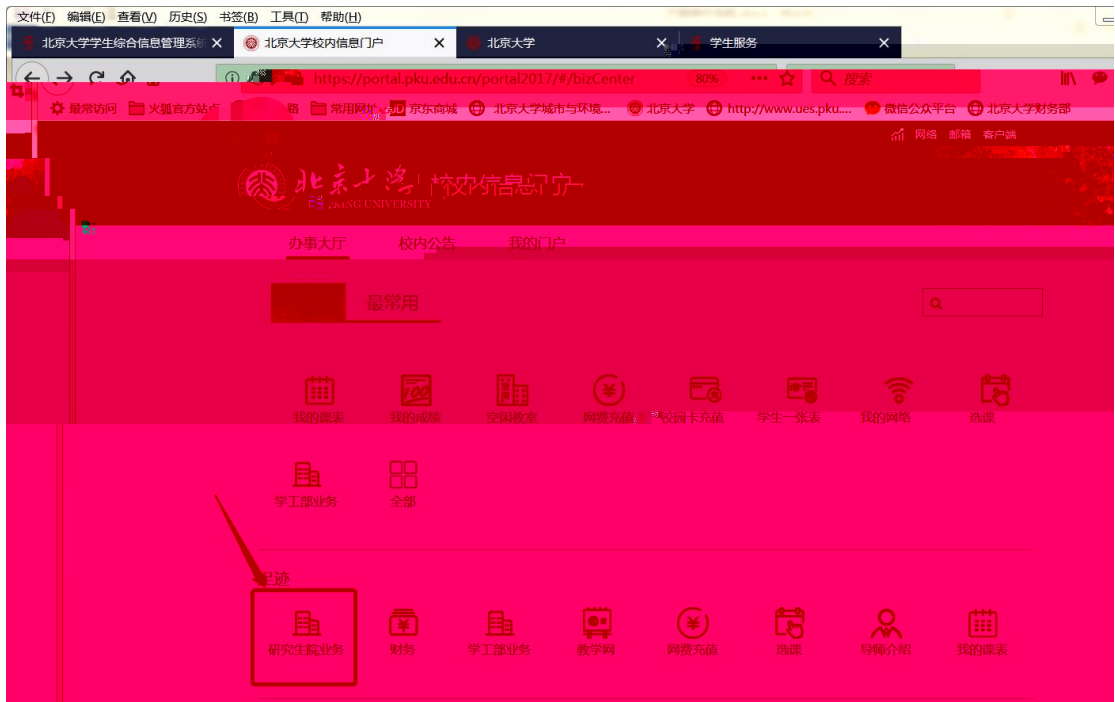 文件(F) 编辑(E) 查看(V) 历史(S) 书签(B) 工具(T) 帮助(H)
北京大学学生综合信息管理系统 北京大学校内信息门户 北京大学 学生服务
https://portal.pku.edu.cn/portal2017/#/bizCenter 80% 搜索
最常访问 火狐官方站点 常用网址 JD 京东商城 北京大学城市与环境... 北京大学 http://www.ues.pku.... 微信公众平台 北京大学财务部
网络 邮箱 客户端
北京大学 校内信息门户
UNIVERSITY
办事大厅 校内公告 我的门户
最常用
我的课表 我的成绩 空闲教室 网费充值 校园卡充值 学生一张表 我的网络 选课
学工部业务 全部
足迹
研究生院业务 财务 学工部业务 教学网 网费充值 选课 导师介绍 我的课表